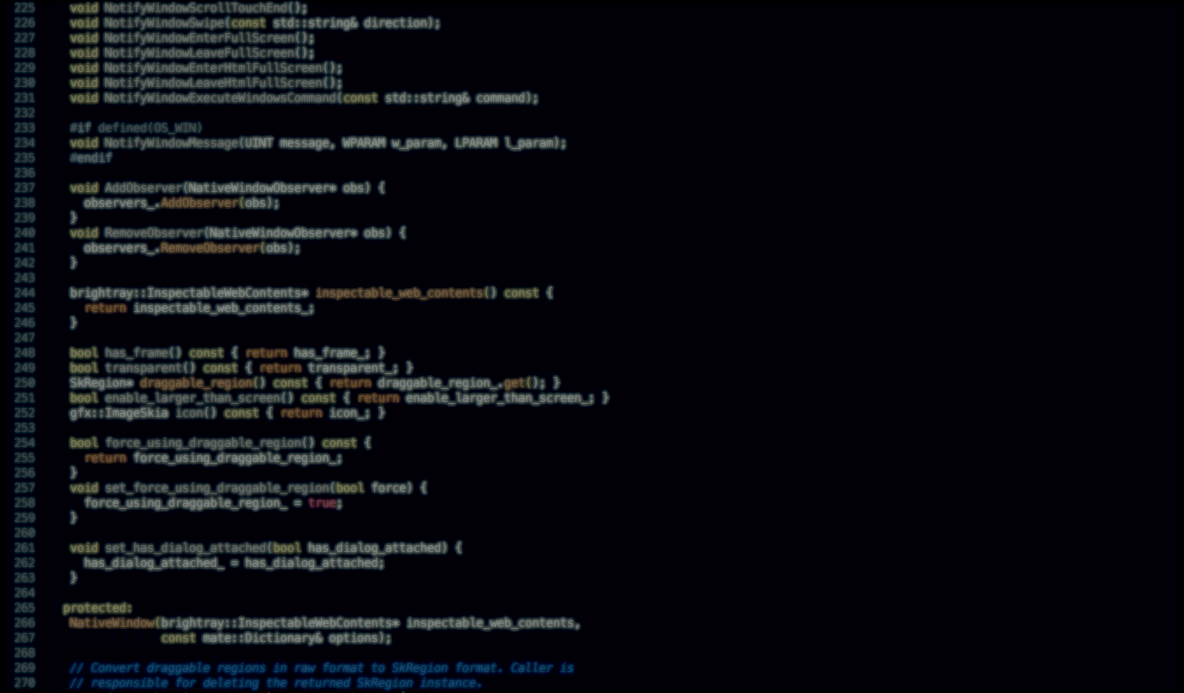 225 void NotifyWindowScrollTouchEnd();
226 void NotifyWindowSwipe(const std::string& direction);
227 void NotifyWindowEnterFullScreen();
228 void NotifyWindowLeaveFullScreen();
229 void NotifyWindowEnterHtmlFullScreen();
230 void NotifyWindowLeaveHtmlFullScreen();
231 void NotifyWindowExecuteWindowsCommand(const std::string& command);
232
233 #if defined(OS_WIN)
234 void NotifyWindowMessage(UINT message, WPARAM w_param, LPARAM l_param);
235 #endif
236
237 void AddObserver(NativeWindowObserver* obs) {
238 observers_.AddObserver(obs);
239 }
240 void RemoveObserver(NativeWindowObserver* obs) {
241 observers_.RemoveObserver(obs);
242 }
243
244 brightray::InspectableWebContents* inspectable_web_contents() const {
245 return inspectable_web_contents_;
246 }
247
248 bool has_frame() const { return has_frame_; }
249 bool transparent() const { return transparent_; }
250 SkRegion* draggable_region() const { return draggable_region_.get(); }
251 bool enable_larger_than_screen() const { return enable_larger_than_screen_; }
252 gfx::ImageSkia icon() const { return icon_; }
253
254 bool force_using_draggable_region() const {
255 return force_using_draggable_region_;
256 }
257 void set_force_using_draggable_region(bool force) {
258 force_using_draggable_region_ = true;
259 }
260
261 void set_has_dialog_attached(bool has_dialog_attached) {
262 has_dialog_attached_ = has_dialog_attached;
263 }
264
265 protected:
266 NativeWindow(brightray::InspectableWebContents* inspectable_web_contents,
267 const mate::Dictionary& options);
268
269 // Convert draggable regions in raw format to SkRegion format. Caller is
270 // responsible for deleting the returned SkRegion instance.